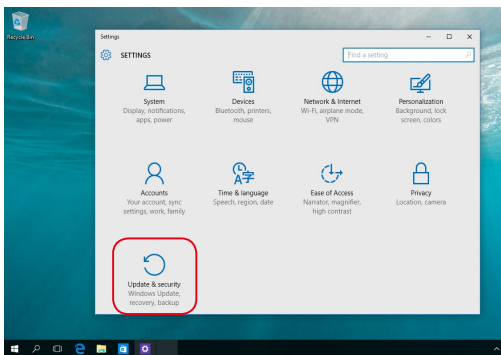 Recycle Bin
Settings
SETTINGS
Find a setting
System
Display, notifications,
apps, power
Devices
Bluetooth, printers,
mouse
Network & Internet
Wi-Fi, airplane mode,
VPN
Personalization
Background, lock
screen, colors
Accounts
Your account, sync
settings, work, family
Time & language
Speech, region, date
Ease of Access
Narrator, magnifier,
high contrast
Privacy
Location, camera
Update & security
Windows Update,
recovery, backup